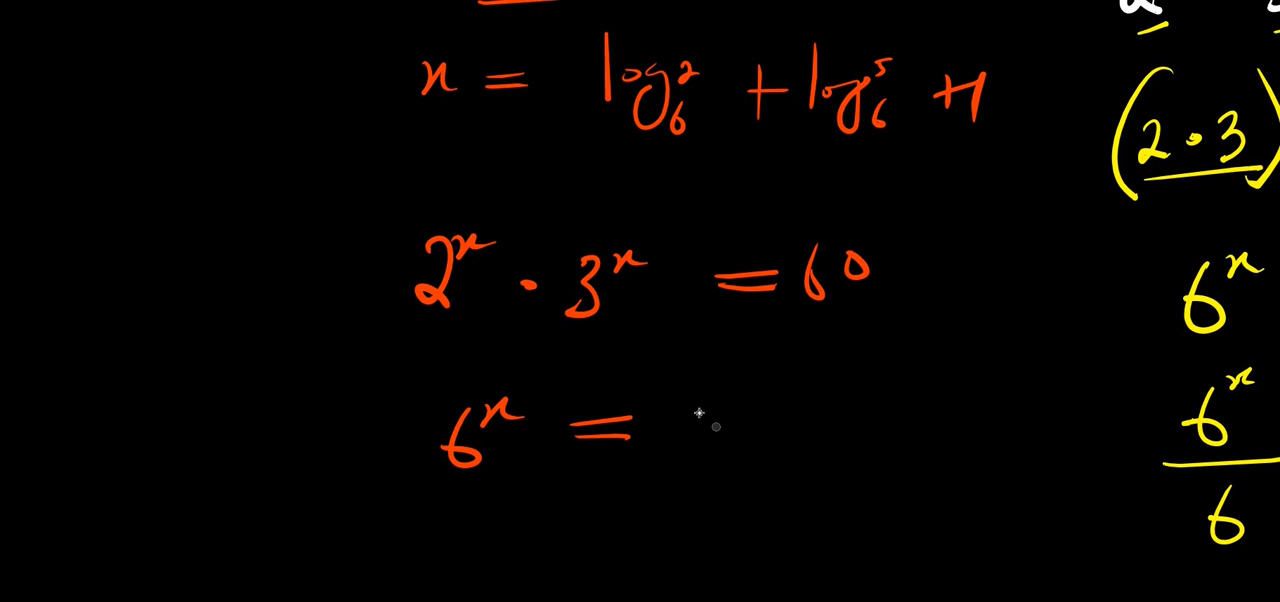 x = log₆² + log₆⁵ + 1
2ˣ · 3ˣ = 60
6ˣ =
(2 · 3)
6ˣ
6ˣ
6